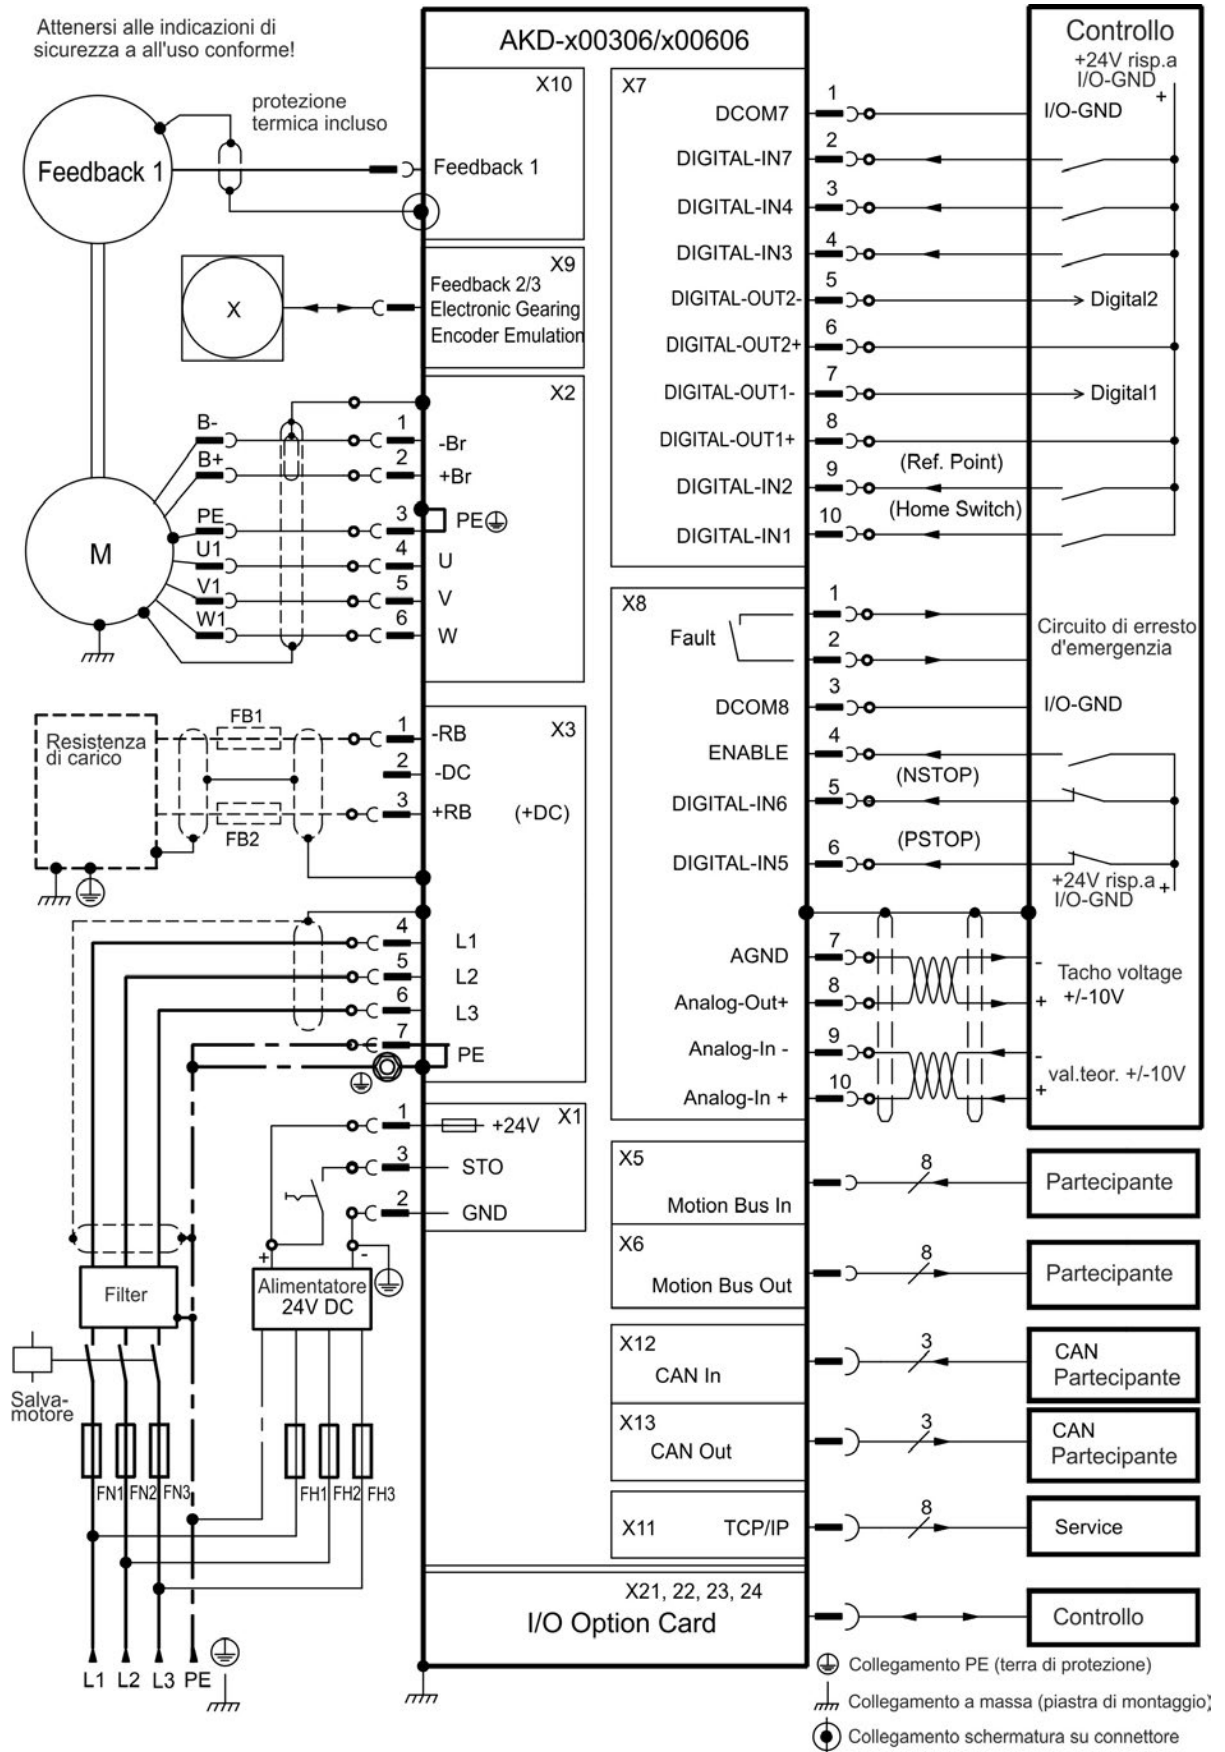 Attenersi alle indicazioni di
sicurezza a all'uso conforme!
AKD-x00306/x00606
Controllo
+24V risp.a
I/O-GND
+
I/O-GND
protezione
termica incluso
Feedback 1
X10
Feedback 1
X9
Feedback 2/3
Electronic Gearing
Encoder Emulation
X
X2
B-
1
-Br
B+
2
+Br
PE
3
PE
U1
4
U
V1
5
V
W1
6
W
M
X3
Resistenza
di carico
FB1
1
-RB
2
-DC
3
+RB
(+DC)
FB2
4
L1
5
L2
6
L3
7
PE
X1
1
+24V
3
STO
2
GND
+
-
Filter
Alimentatore
24V DC
Salva-
motore
FN1
FN2
FN3
FH1
FH2
FH3
L1
L2
L3
PE
X7
DCOM7
1
DIGITAL-IN7
2
DIGITAL-IN4
3
DIGITAL-IN3
4
DIGITAL-OUT2-
5
Digital2
DIGITAL-OUT2+
6
DIGITAL-OUT1-
7
Digital1
DIGITAL-OUT1+
8
DIGITAL-IN2
9
(Ref. Point)
DIGITAL-IN1
10
(Home Switch)
X8
Fault
1
2
Circuito di erresto
d'emergenzia
DCOM8
3
I/O-GND
ENABLE
4
DIGITAL-IN6
5
(NSTOP)
DIGITAL-IN5
6
(PSTOP)
+24V risp.a
I/O-GND
+
AGND
7
-
Tacho voltage
+/-10V
Analog-Out+
8
+
Analog-In -
9
-
val.teor. +/-10V
Analog-In +
10
+
X5
Motion Bus In
8
Partecipante
X6
Motion Bus Out
8
Partecipante
X12
CAN In
3
CAN
Partecipante
X13
CAN Out
3
CAN
Partecipante
X11
TCP/IP
8
Service
X21, 22, 23, 24
I/O Option Card
Controllo
Collegamento PE (terra di protezione)
Collegamento a massa (piastra di montaggio)
Collegamento schermatura su connettore